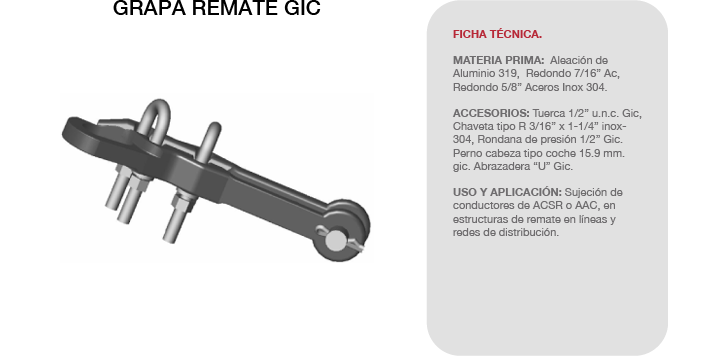 GRAPA REMATE GIC
FICHA TÉCNICA.
MATERIA PRIMA:  Aleación de
Aluminio 319,  Redondo 7/16” Ac,
Redondo 5/8” Aceros Inox 304.
ACCESORIOS: Tuerca 1/2” u.n.c. Gic,
Chaveta tipo R 3/16” x 1-1/4” inox-
304, Rondana de presión 1/2” Gic.
Perno cabeza tipo coche 15.9 mm.
gic. Abrazadera “U” Gic.
USO Y APLICACIÓN: Sujeción de
conductores de ACSR o AAC, en
estructuras de remate en líneas y
redes de distribución.